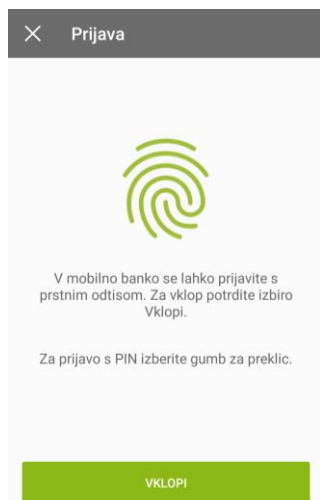 Prijava
V mobilno banko se lahko prijavite s
prstnim odtisom. Za vklop potrdite izbiro
Vklopi.
Za prijavo s PIN izberite gumb za preklic.
VKLOPI